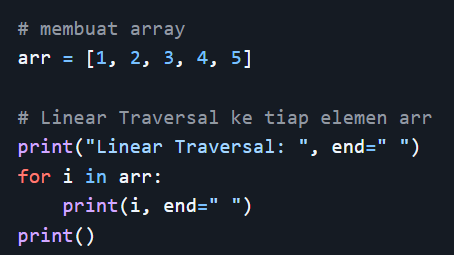 # membuat array
arr = [1, 2, 3, 4, 5]
# Linear Traversal ke tiap elemen arr
print("Linear Traversal: ", end=" ")
for i in arr:
    print(i, end=" ")
print()